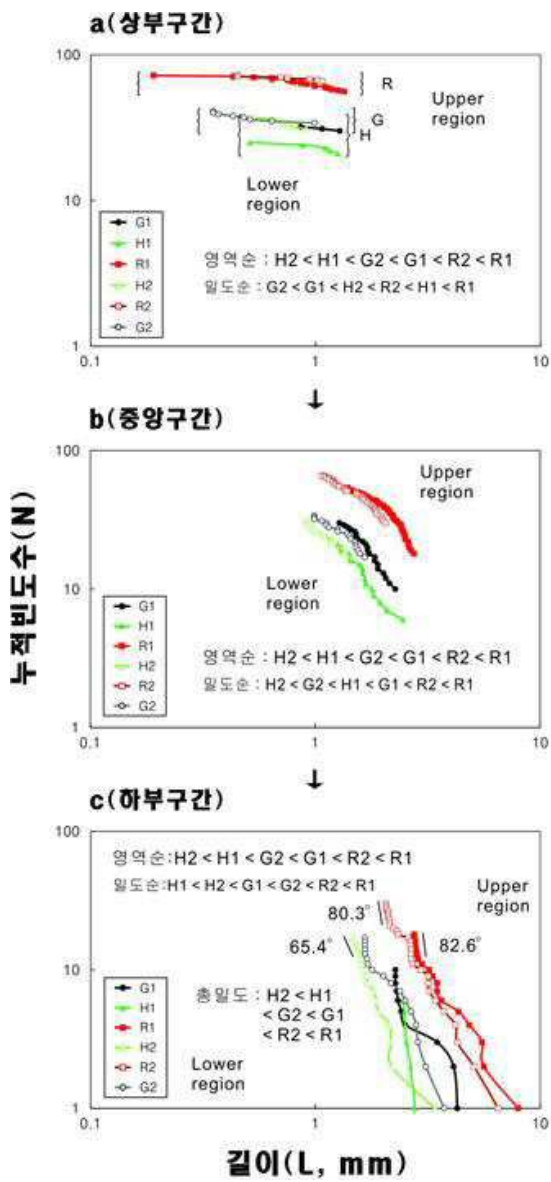 a(상부구간)
100
10
1
0.1
1
10
R
G
H
Upper
region
Lower
region
G1
H1
R1
H2
R2
G2
영역순 : H2 < H1 < G2 < G1 < R2 < R1
밀도순 : G2 < G1 < H2 < R2 < H1 < R1
↓
b(중앙구간)
100
10
1
0.1
1
10
Upper
region
Lower
region
G1
H1
R1
H2
R2
G2
영역순 : H2 < H1 < G2 < G1 < R2 < R1
밀도순 : H2 < G2 < H1 < G1 < R2 < R1
누적빈도수(N)
↓
c(하부구간)
100
10
1
0.1
1
10
영역순:H2 < H1 < G2 < G1 < R2 < R1
밀도순:H1 < H2 < G1 < G2 < R2 < R1
Upper
region
80.3°
65.4°
82.6°
G1
H1
R1
H2
R2
G2
총밀도 : H2 < H1
< G2 < G1
< R2 < R1
Lower
region
길이(L, mm)